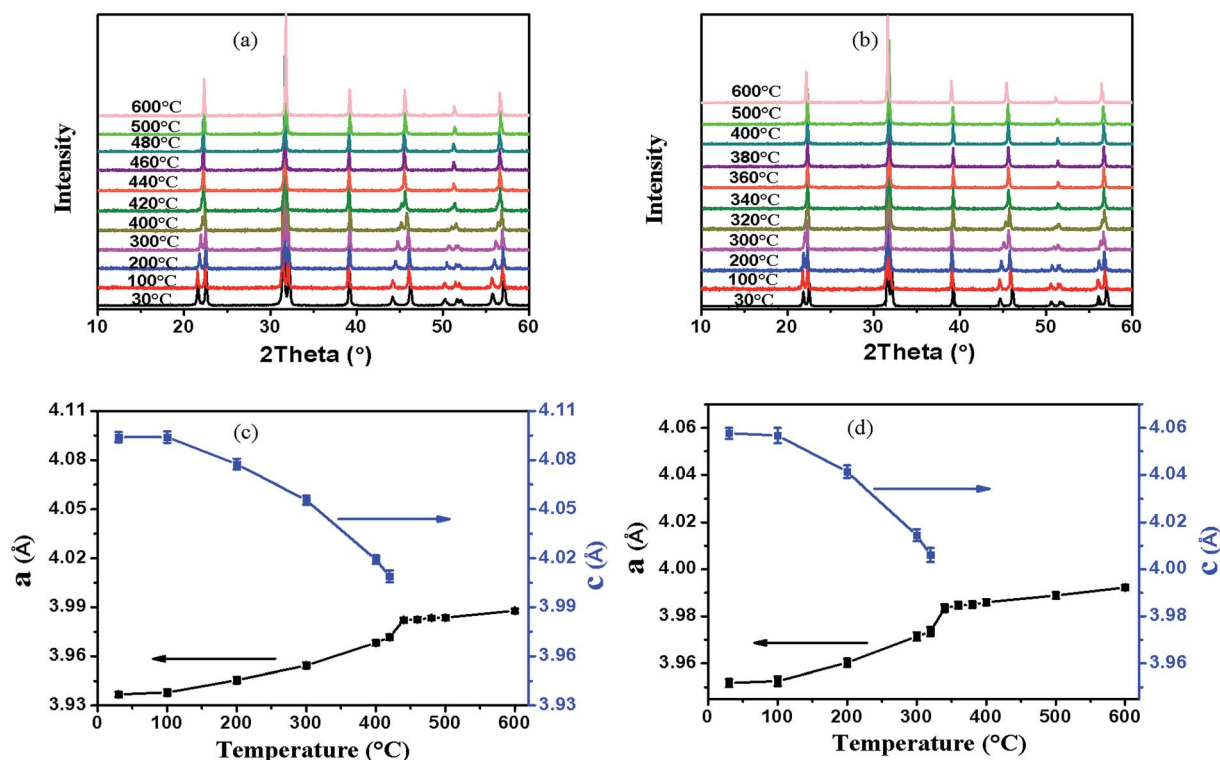 (a)
600°C
500°C
480°C
460°C
440°C
420°C
400°C
300°C
200°C
100°C
30°C
Intensity
10 20 30 40 50 60
2Theta (°)
(b)
600°C
500°C
400°C
380°C
360°C
340°C
320°C
300°C
200°C
100°C
30°C
Intensity
10 20 30 40 50 60
2Theta (°)
(c)
4.11
4.08
4.05
4.02
3.99
3.96
3.93
a (Å)
4.11
4.08
4.05
4.02
3.99
3.96
3.93
c (Å)
0 100 200 300 400 500 600
Temperature (°C)
(d)
4.06
4.04
4.02
4.00
3.98
3.96
a (Å)
4.06
4.04
4.02
4.00
3.98
3.96
c (Å)
0 100 200 300 400 500 600
Temperature (°C)